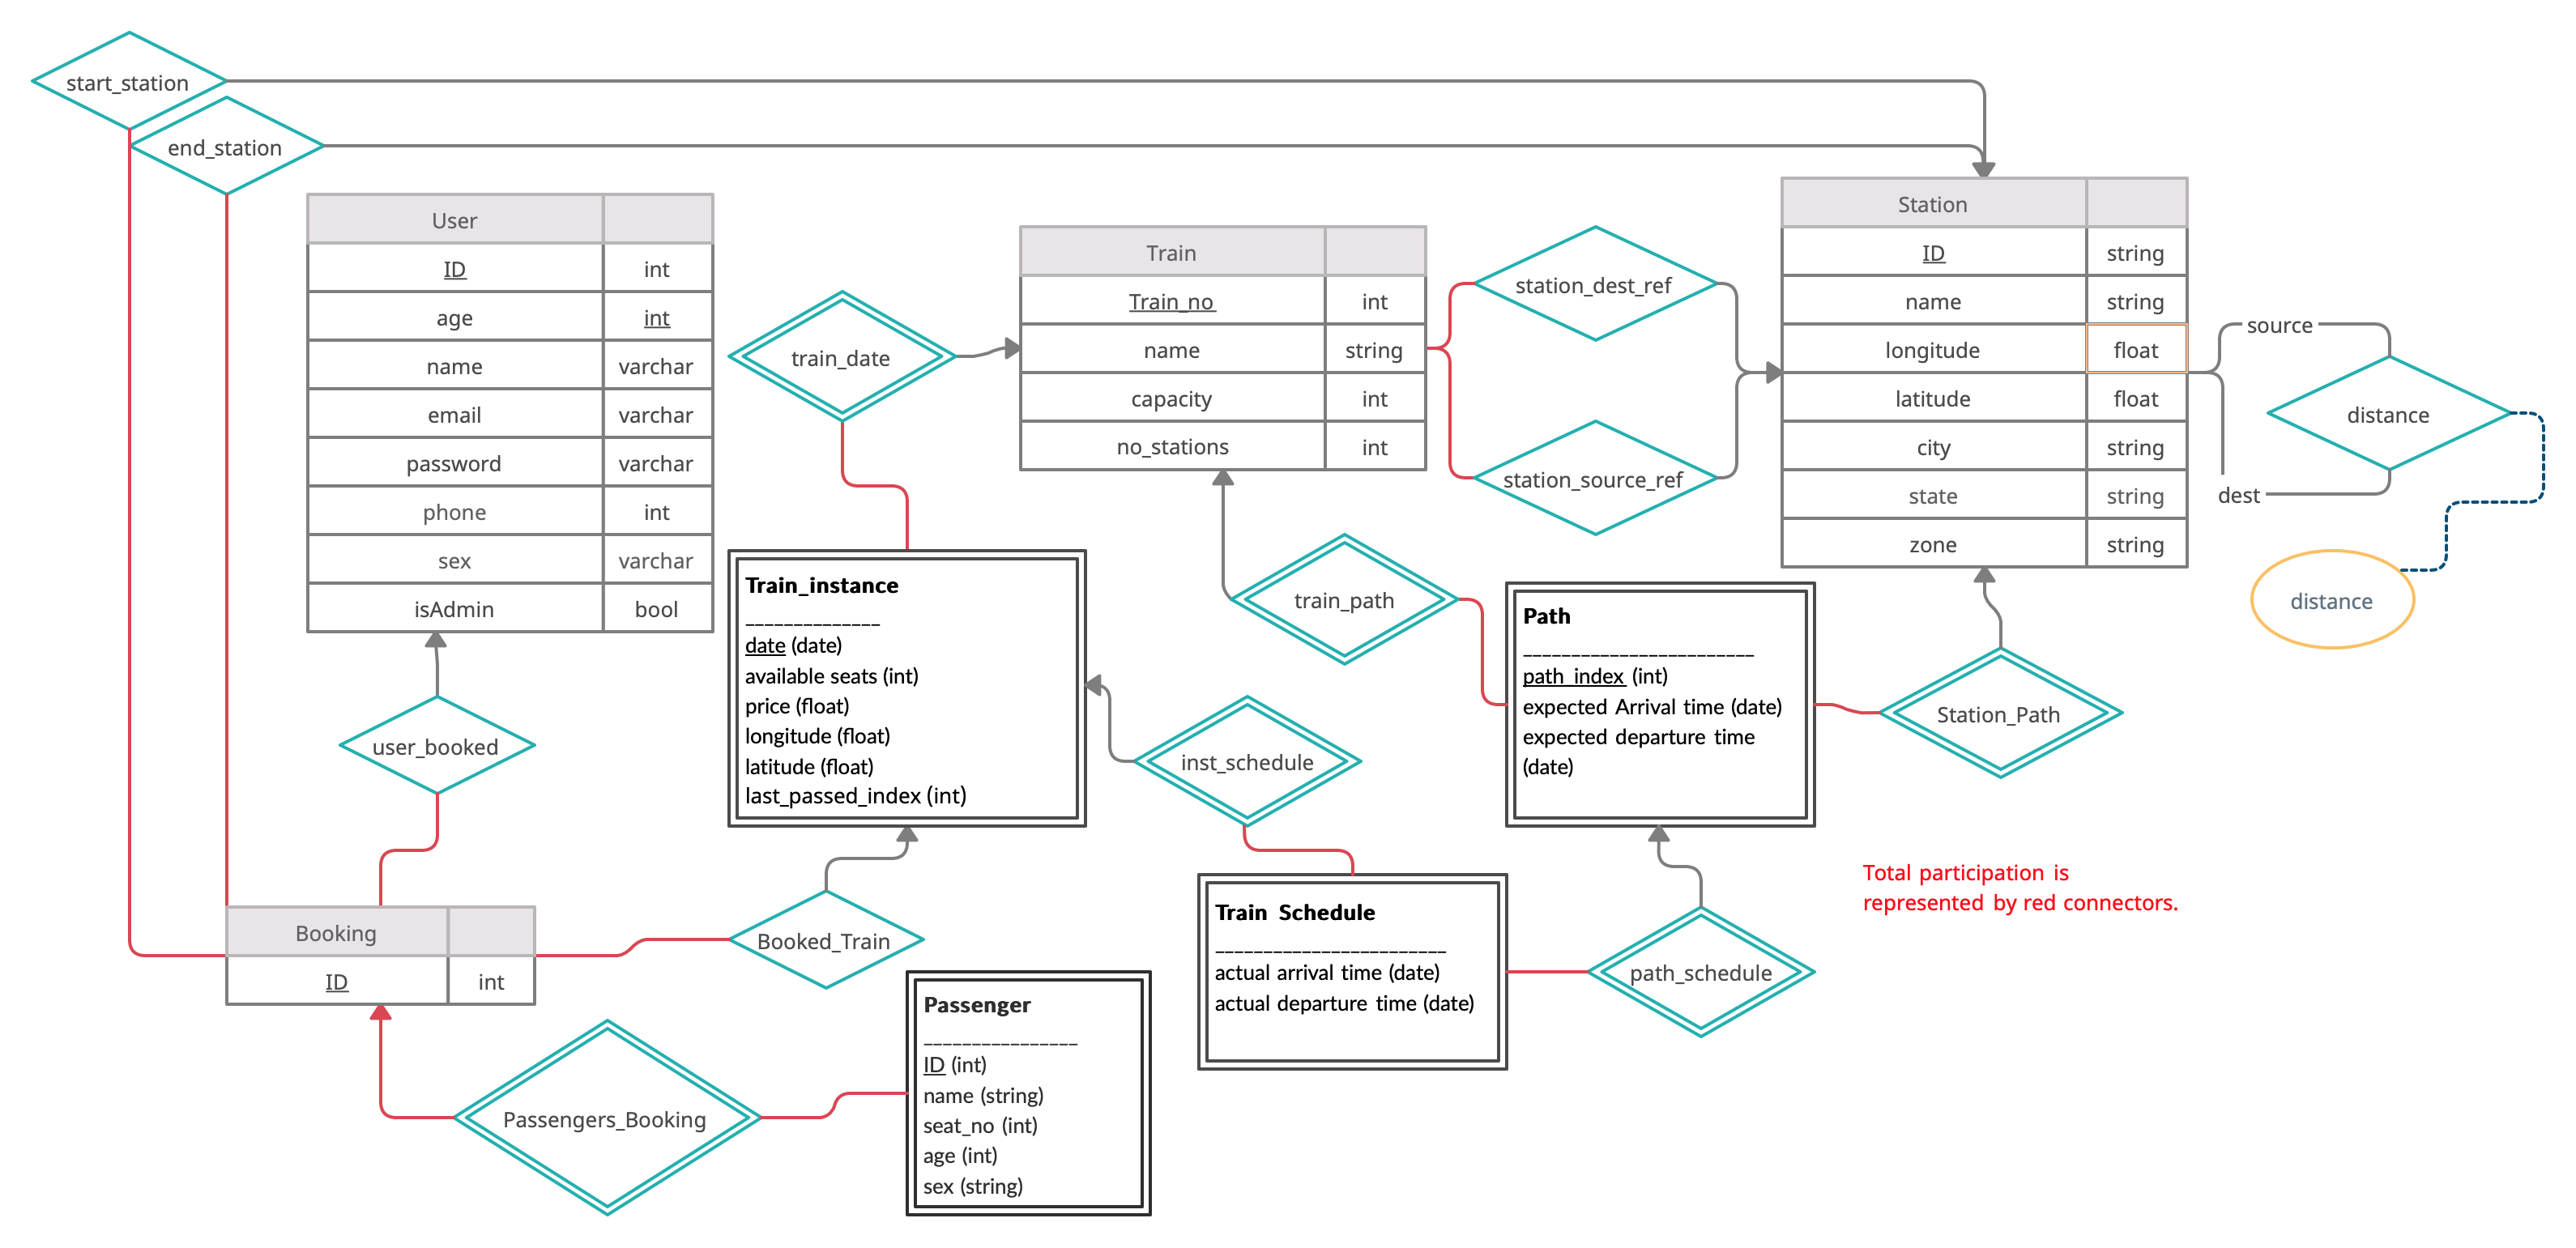 start_station
end_station
User
ID int
age int
name varchar
email varchar
password varchar
phone int
sex varchar
isAdmin bool
user_booked
Booking
ID int
train_date
Train
Train_no int
name string
capacity int
no_stations int
station_dest_ref
station_source_ref
Station
ID string
name string
longitude float
latitude float
city string
state string
zone string
source
distance
dest
distance
Train_instance
______________
date (date)
available seats (int)
price (float)
longitude (float)
latitude (float)
last_passed_index (int)
train_path
Path
________________________
path_index (int)
expected Arrival time (date)
expected departure time
(date)
Station_Path
inst_schedule
Booked_Train
Train Schedule
________________________
actual arrival time (date)
actual departure time (date)
path_schedule
Total participation is
represented by red connectors.
Passengers_Booking
Passenger
________________
ID (int)
name (string)
seat_no (int)
age (int)
sex (string)